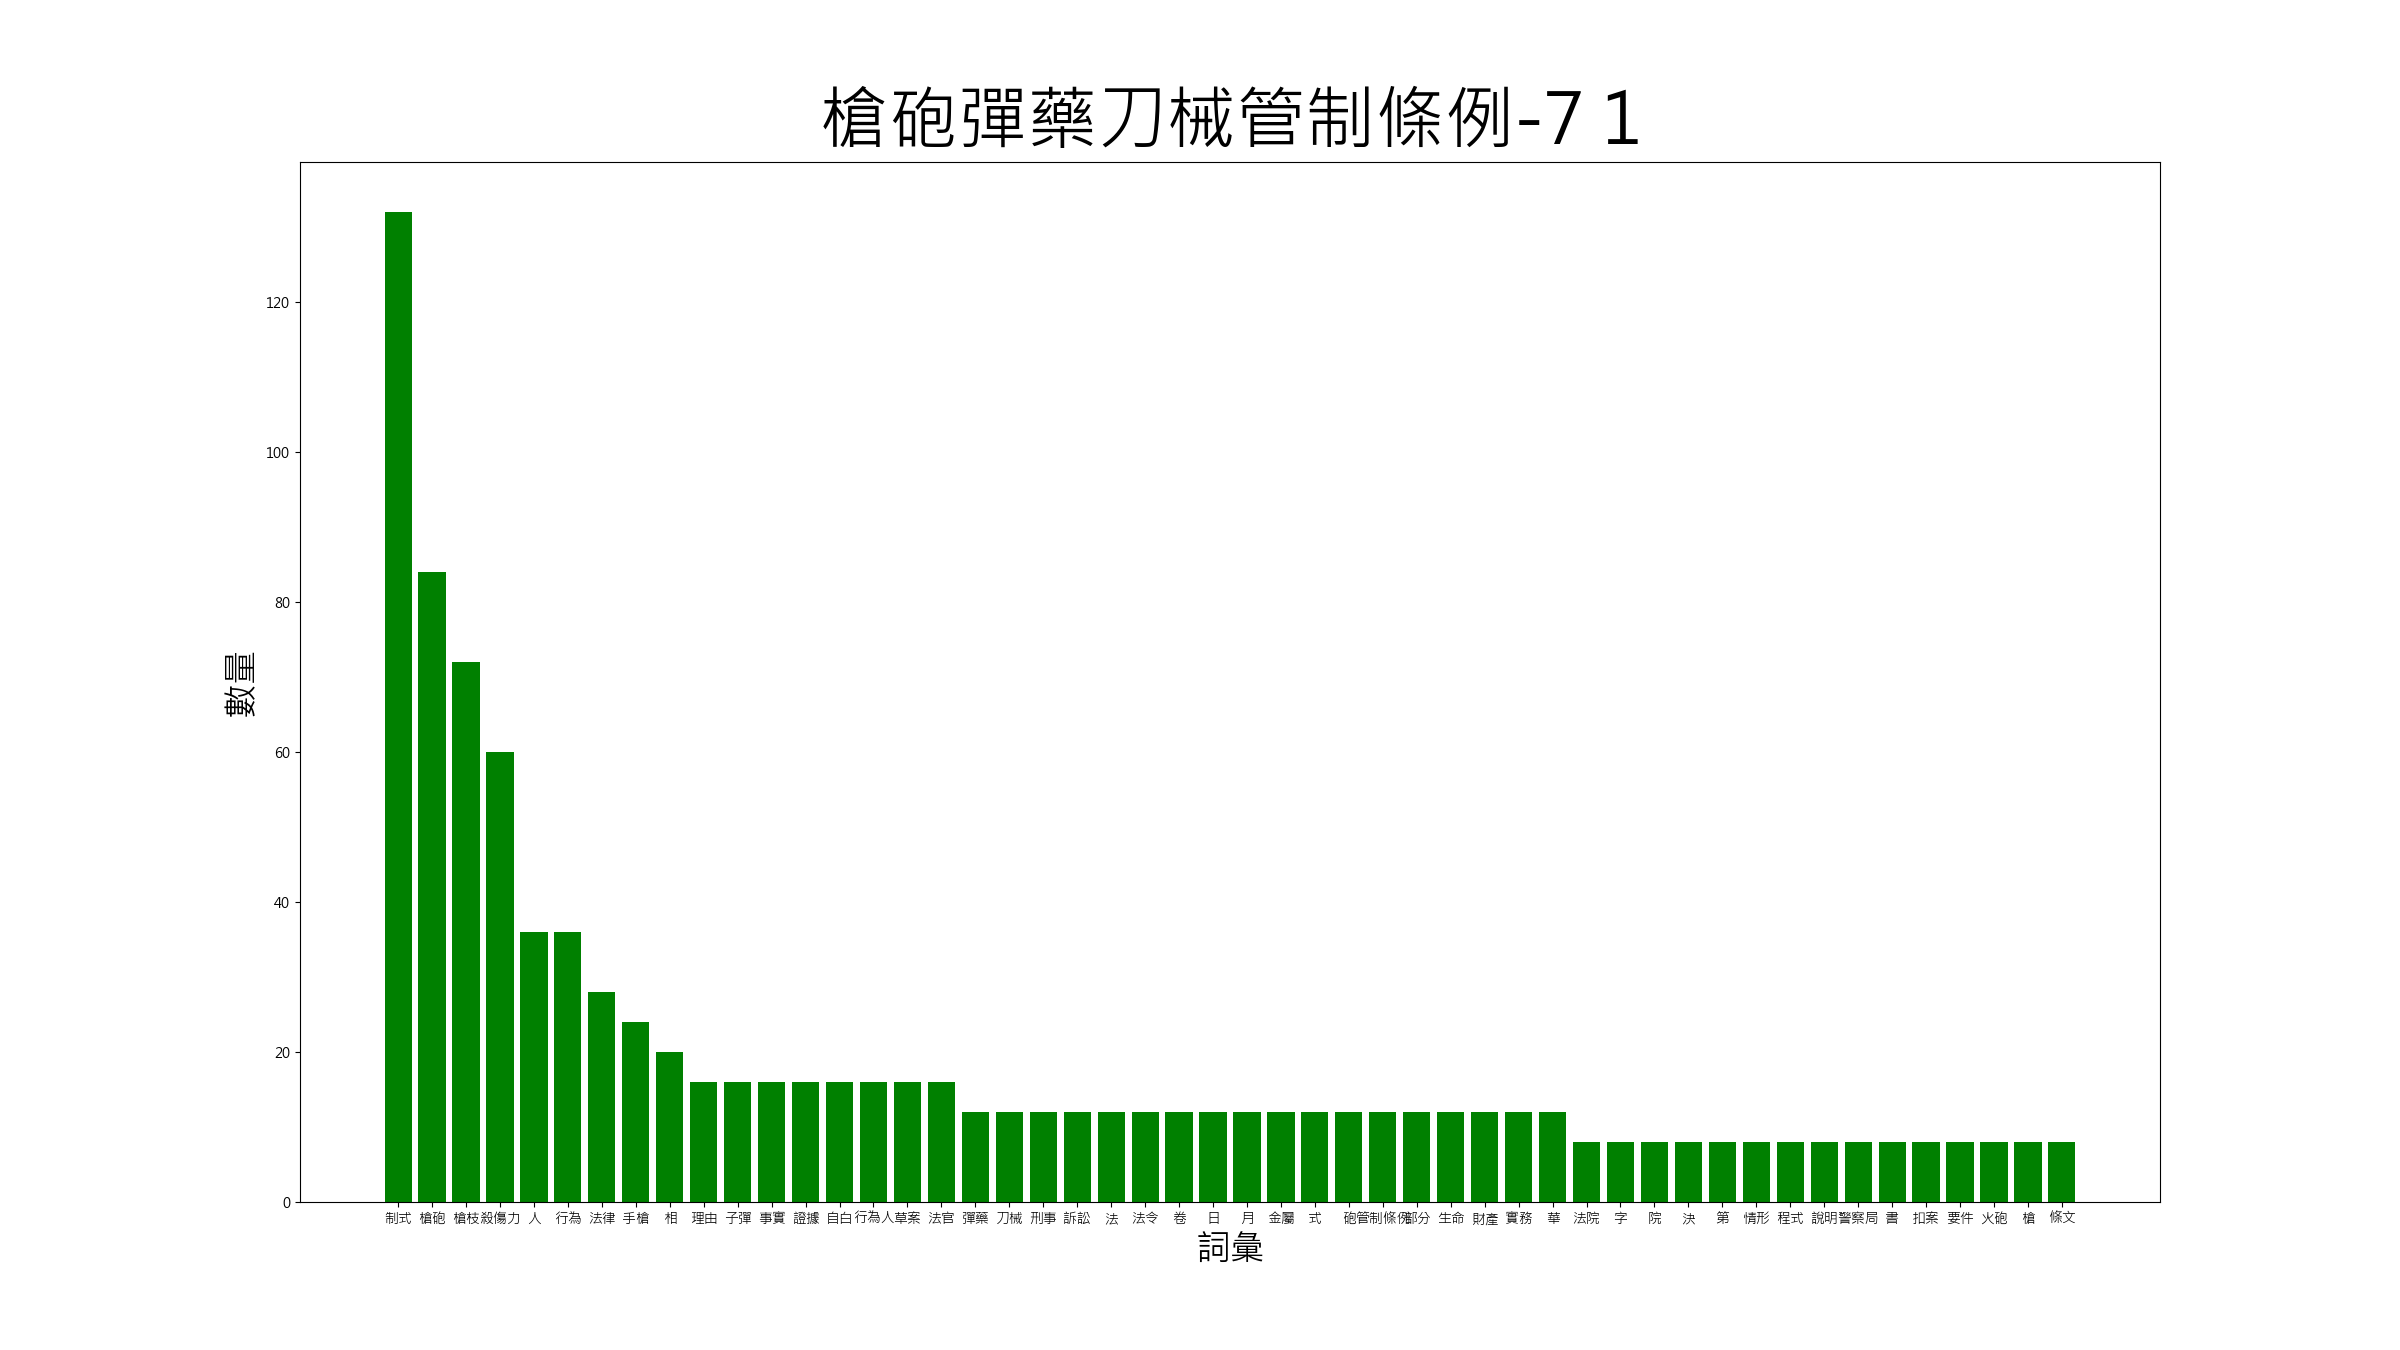 槍砲彈藥刀械管制條例-7 1
數量
120
100
80
60
40
20
0
制式 槍砲 槍枝 殺傷力 人 行為 法律 手槍 相 理由 子彈 事實 證據 自白 行為人 草案 法官 彈藥 刀械 刑事 訴訟 法 法令 卷 日 月 金屬 式 砲 管制條例 部分 生命 財產 實務 華 法院 字 院 決 第 情形 程式 說明 警察局 書 扣案 要件 火砲 槍 條文
詞彙